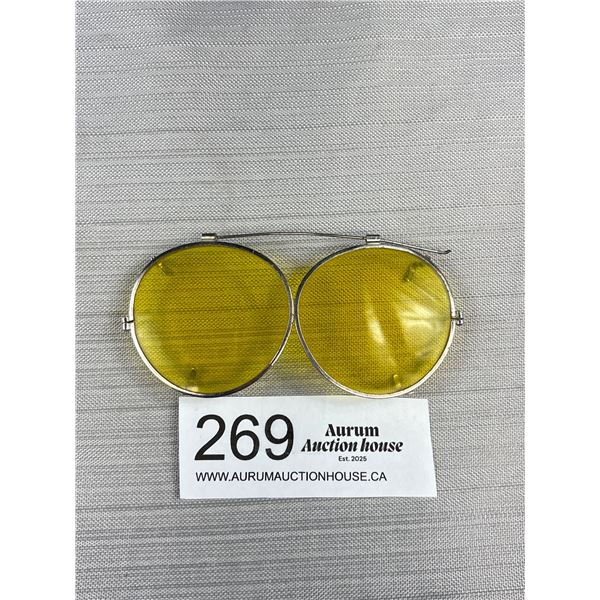 269
Aurum
Auction house
Est. 2025
WWW.AURUMAUCTIONHOUSE.CA